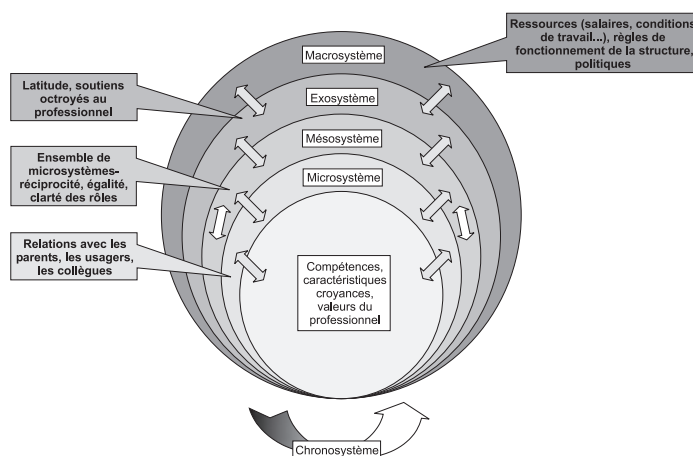 Ressources (salaires, conditions
de travail...), règles de
fonctionnement de la structure,
politiques
Macrosystème
Latitude, soutiens
octroyés au
professionnel
Exosystème
Mésosystème
Ensemble de
microsystèmes-
réciprocité, égalité,
clarté des rôles
Microsystème
Relations avec les
parents, les usagers,
les collègues
Compétences,
caractéristiques
croyances,
valeurs du
professionnel
Chronosystème